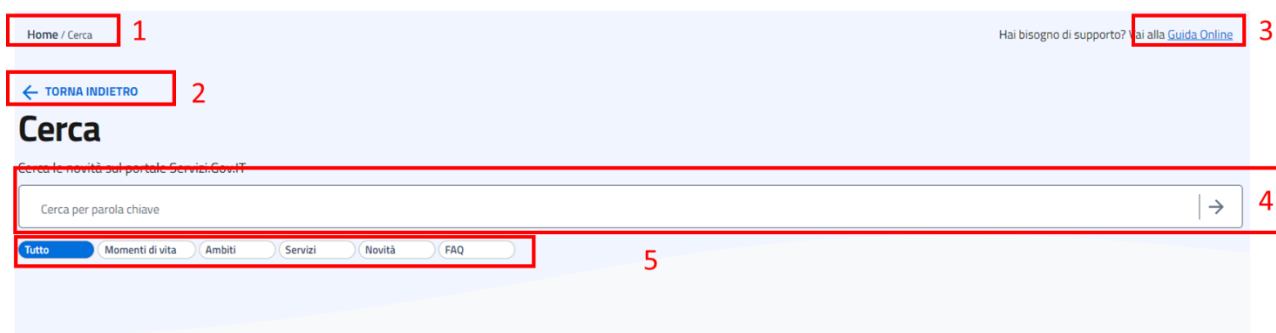 Home / Cerca
1
Hai bisogno di supporto? Vai alla Guida Online
3
← TORNA INDIETRO
2
Cerca
Cerca le novità sul portale Servizi.Gov.IT
Cerca per parola chiave
→
4
Tutto Momenti di vita Ambiti Servizi Novità FAQ
5